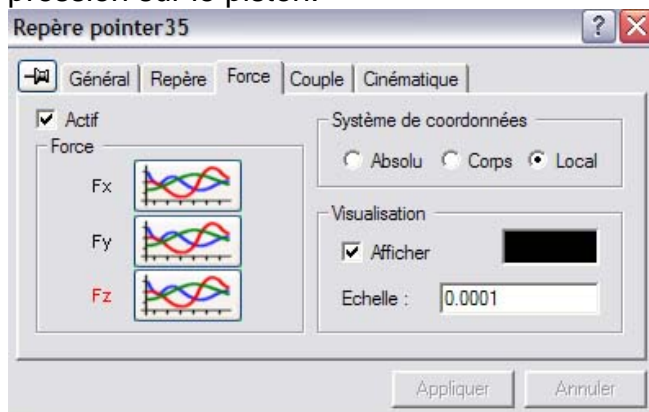 pression sur le piston.
Repère pointer35
Général Repère Force Couple Cinématique
Actif
Force
Fx
Fy
Fz
Système de coordonnées
Absolu Corps Local
Visualisation
Afficher
Echelle : 0.0001
Appliquer Annuler